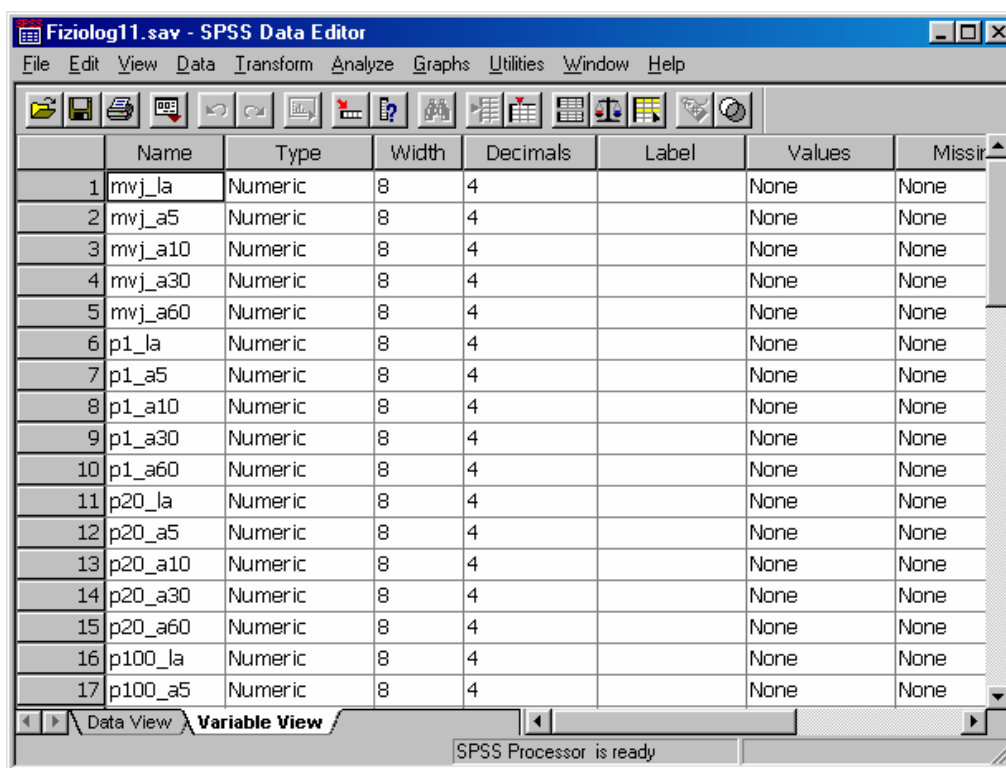 SPSS
Fiziolog11.sav - SPSS Data Editor
File Edit View Data Transform Analyze Graphs Utilities Window Help
Name Type Width Decimals Label Values Missin
1 mvj_la Numeric 8 4 None None
2 mvj_a5 Numeric 8 4 None None
3 mvj_a10 Numeric 8 4 None None
4 mvj_a30 Numeric 8 4 None None
5 mvj_a60 Numeric 8 4 None None
6 p1_la Numeric 8 4 None None
7 p1_a5 Numeric 8 4 None None
8 p1_a10 Numeric 8 4 None None
9 p1_a30 Numeric 8 4 None None
10 p1_a60 Numeric 8 4 None None
11 p20_la Numeric 8 4 None None
12 p20_a5 Numeric 8 4 None None
13 p20_a10 Numeric 8 4 None None
14 p20_a30 Numeric 8 4 None None
15 p20_a60 Numeric 8 4 None None
16 p100_la Numeric 8 4 None None
17 p100_a5 Numeric 8 4 None None
Data View Variable View
SPSS Processor is ready